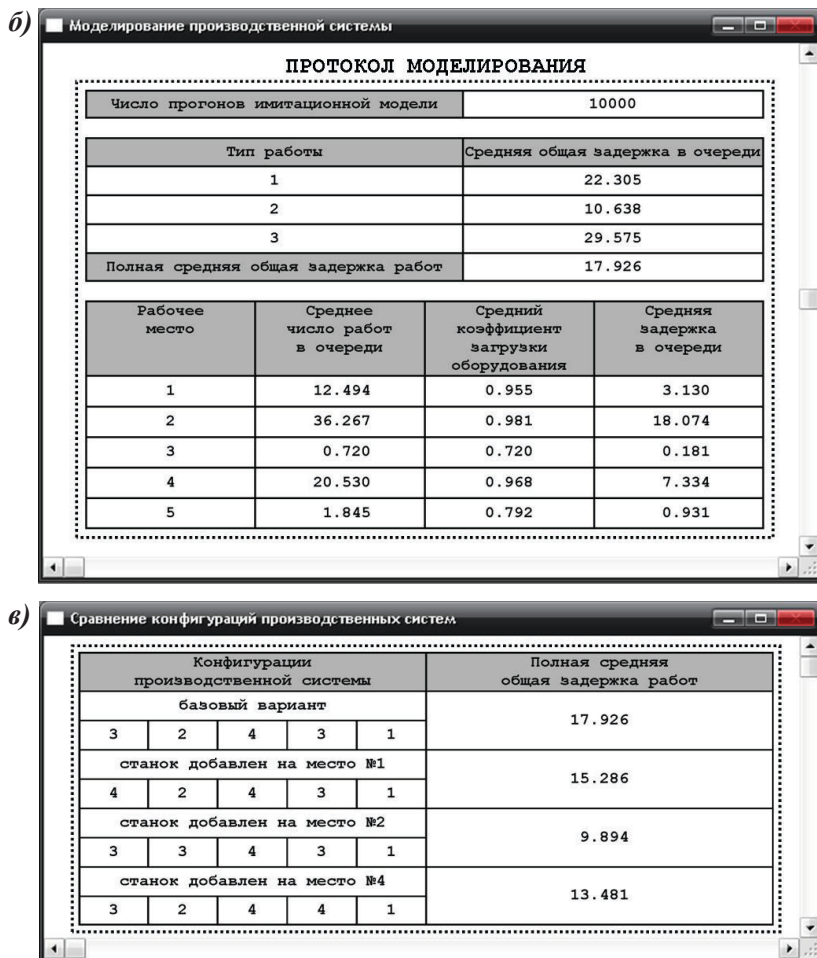 б)
Моделирование производственной системы
ПРОТОКОЛ МОДЕЛИРОВАНИЯ
Число прогонов имитационной модели 10000
Тип работы Средняя общая задержка в очереди
1 22.305
2 10.638
3 29.575
Полная средняя общая задержка работ 17.926
Рабочее Среднее Средний Средняя
место число работ коэффициент задержка
в очереди загрузки в очереди
оборудования
1 12.494 0.955 3.130
2 36.267 0.981 18.074
3 0.720 0.720 0.181
4 20.530 0.968 7.334
5 1.845 0.792 0.931
в)
Сравнение конфигураций производственных систем
Конфигурации Полная средняя
производственной системы общая задержка работ
базовый вариант
17.926
3 2 4 3 1
станок добавлен на место №1
15.286
4 2 4 3 1
станок добавлен на место №2
9.894
3 3 4 3 1
станок добавлен на место №4
13.481
3 2 4 4 1